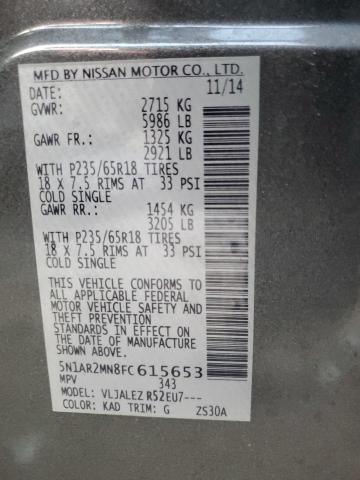 MFD BY NISSAN MOTOR CO., LTD.
DATE: 11/14
GVWR: 2715 KG
5986 LB
GAWR FR.: 1325 KG
2921 LB
WITH P235/65R18 TIRES
18 X 7.5 RIMS AT 33 PSI
COLD SINGLE
GAWR RR.: 1454 KG
3205 LB
WITH P235/65R18 TIRES
18 X 7.5 RIMS AT 33 PSI
COLD SINGLE
THIS VEHICLE CONFORMS TO
ALL APPLICABLE FEDERAL
MOTOR VEHICLE SAFETY
AND THEFT PREVENTION
STANDARDS IN EFFECT ON
THE DATE OF MANUFACTURE
SHOWN ABOVE.
5N1AR2MN8FC615653
MPV 343
MODEL: VLJALEZ R52EU7---
COLOR: KAD TRIM: G ZS30A